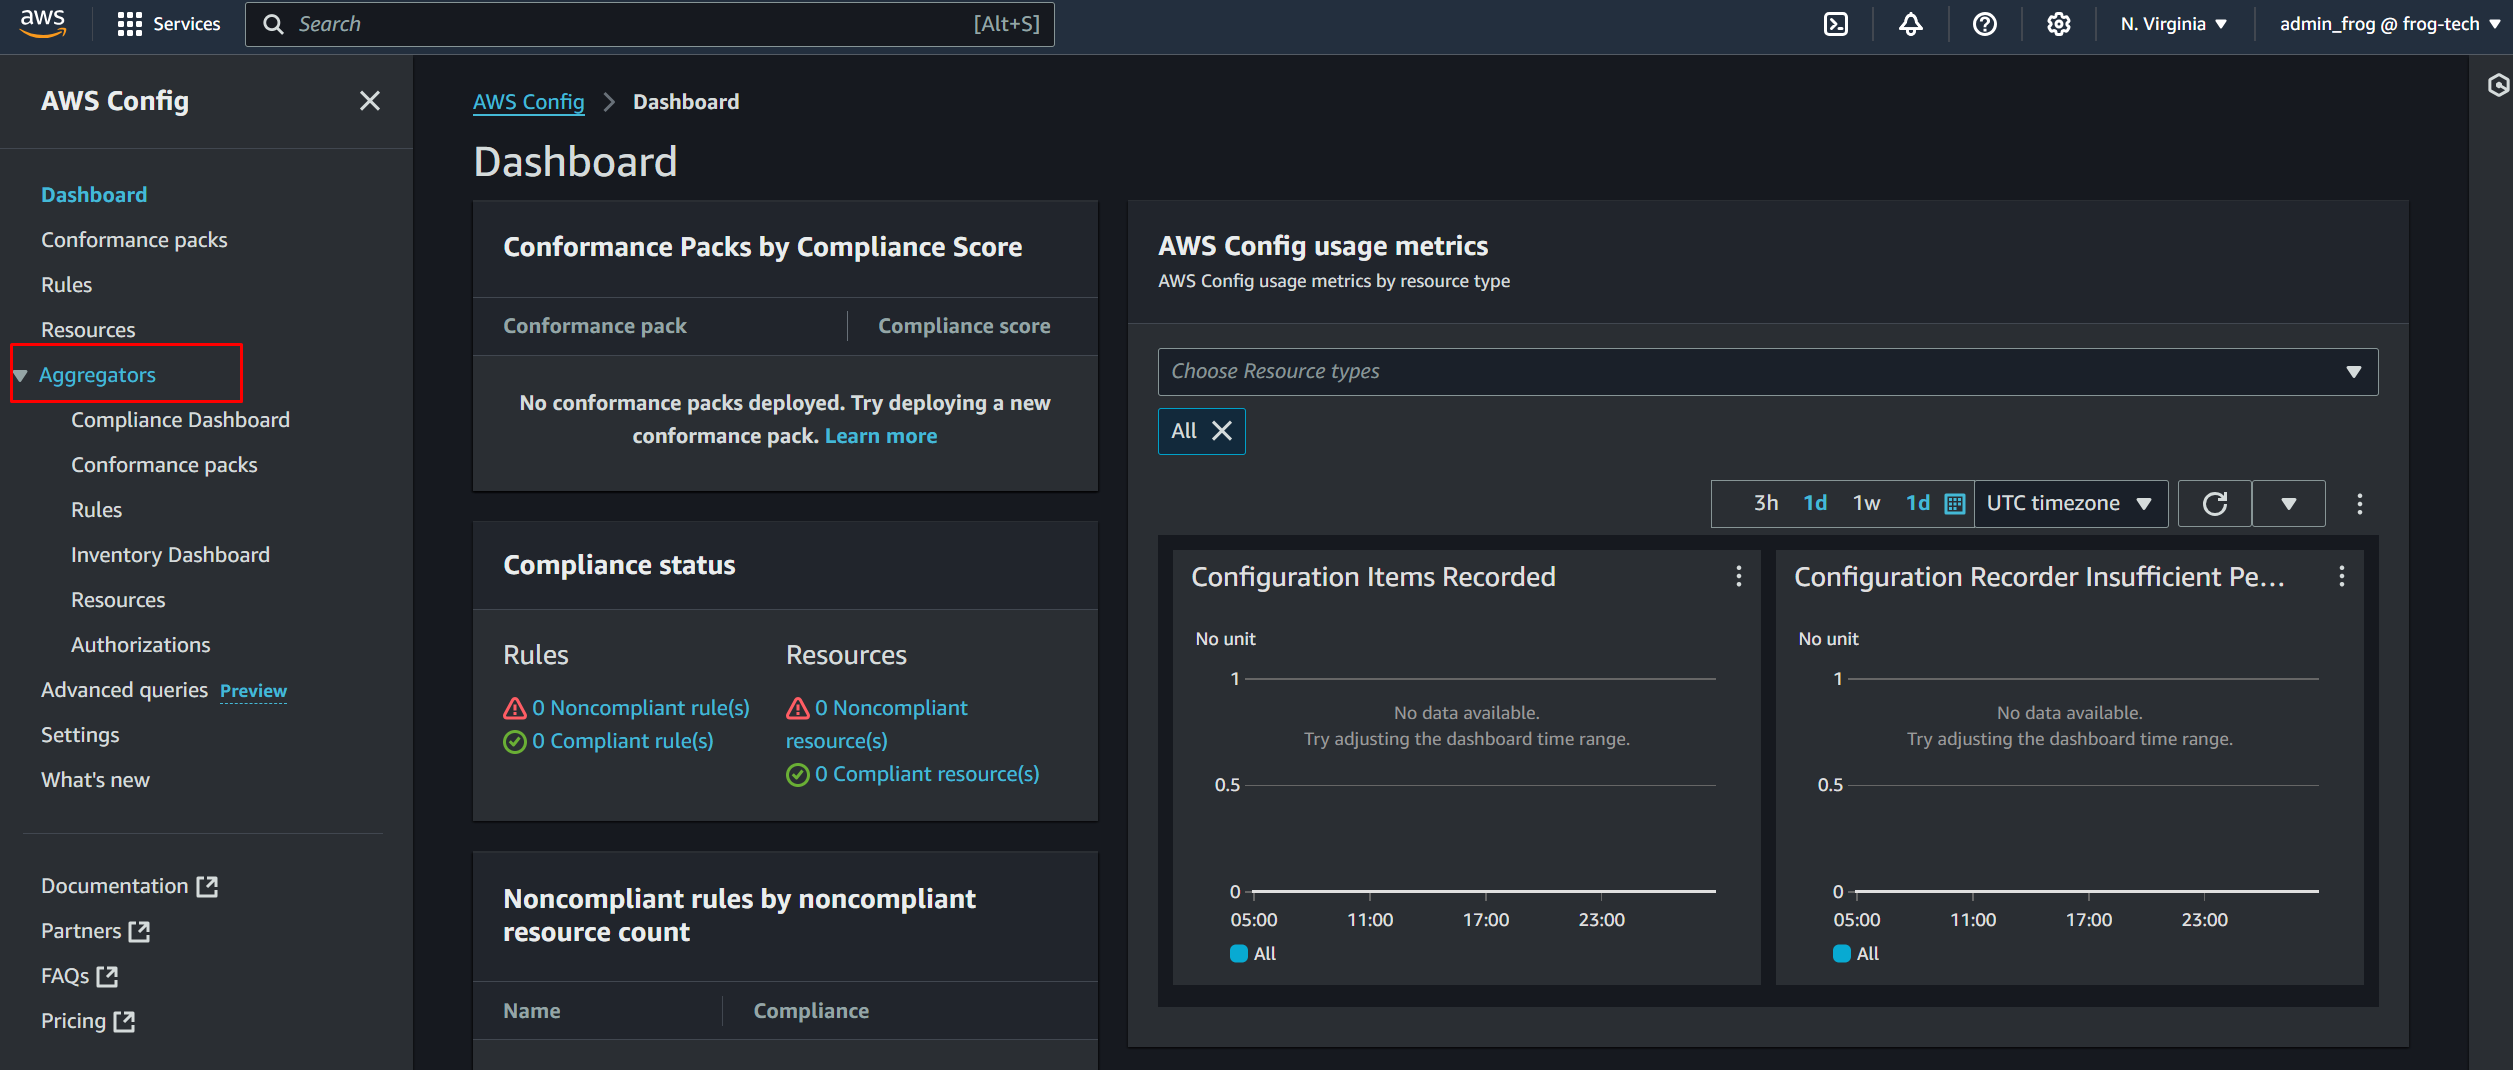 aws
Services
Search
[Alt+S]
N. Virginia
admin_frog @ frog-tech
AWS Config
Dashboard
Conformance packs
Rules
Resources
Aggregators
Compliance Dashboard
Conformance packs
Rules
Inventory Dashboard
Resources
Authorizations
Advanced queries Preview
Settings
What's new
Documentation
Partners
FAQs
Pricing
AWS Config
Dashboard
Dashboard
Conformance Packs by Compliance Score
Conformance pack
Compliance score
No conformance packs deployed. Try deploying a new
conformance pack. Learn more
Compliance status
Rules
0 Noncompliant rule(s)
0 Compliant rule(s)
Resources
0 Noncompliant
resource(s)
0 Compliant resource(s)
Noncompliant rules by noncompliant
resource count
Name
Compliance
AWS Config usage metrics
AWS Config usage metrics by resource type
Choose Resource types
All
3h
1d
1w
1d
UTC timezone
Configuration Items Recorded
No unit
1
No data available.
Try adjusting the dashboard time range.
0.5
0
05:00
11:00
17:00
23:00
All
Configuration Recorder Insufficient Pe...
No unit
1
No data available.
Try adjusting the dashboard time range.
0.5
0
05:00
11:00
17:00
23:00
All